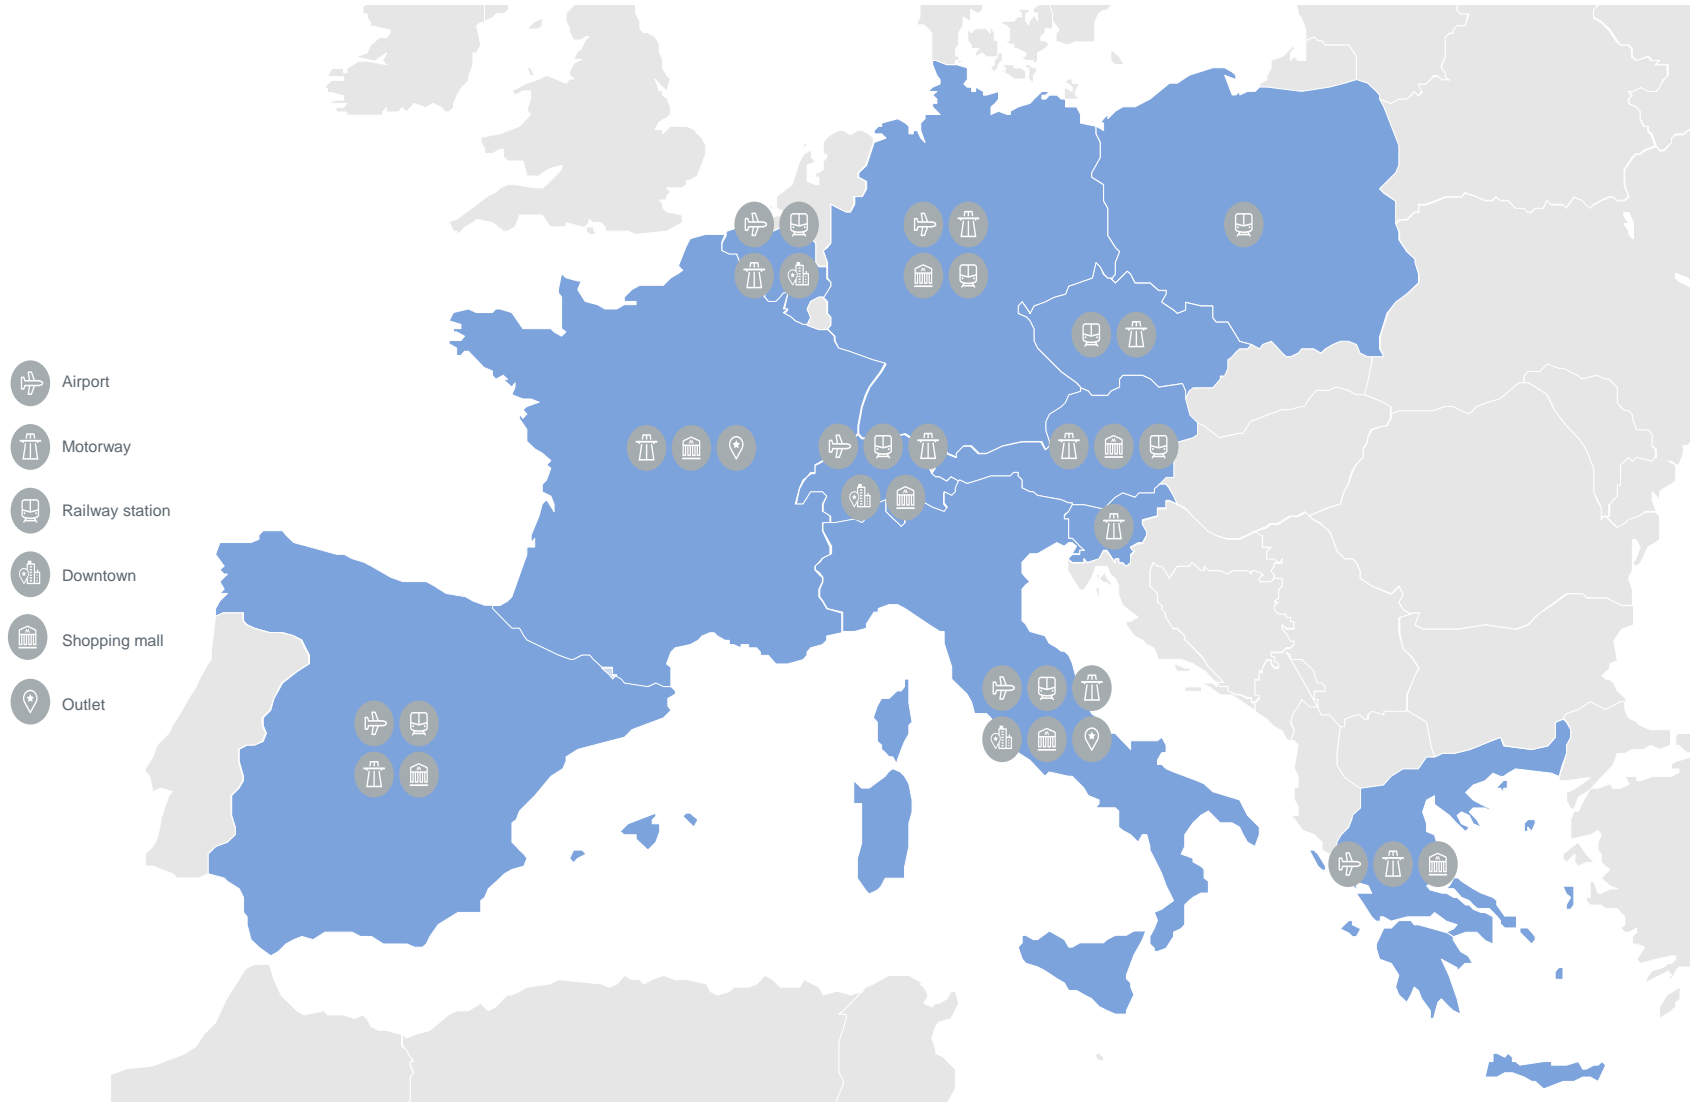 Airport
Motorway
Railway station
Downtown
Shopping mall
Outlet